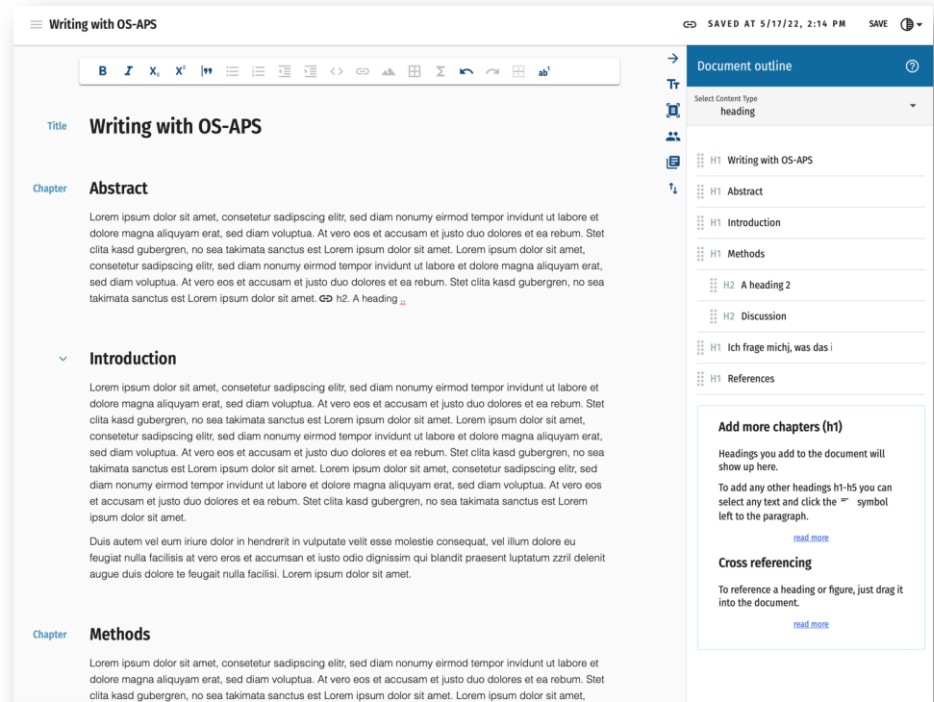 Writing with OS-APS
SAVED AT 5/17/22, 2:14 PM
SAVE
B I X₂ X² ab¹
Title
Writing with OS-APS
Chapter
Abstract
Lorem ipsum dolor sit amet, consetetur sadipscing elitr, sed diam nonumy eirmod tempor invidunt ut labore et
dolore magna aliquyam erat, sed diam voluptua. At vero eos et accusam et justo duo dolores et ea rebum. Stet
clita kasd gubergren, no sea takimata sanctus est Lorem ipsum dolor sit amet. Lorem ipsum dolor sit amet,
consetetur sadipscing elitr, sed diam nonumy eirmod tempor invidunt ut labore et dolore magna aliquyam erat,
sed diam voluptua. At vero eos et accusam et justo duo dolores et ea rebum. Stet clita kasd gubergren, no sea
takimata sanctus est Lorem ipsum dolor sit amet. h2. A heading ..
Introduction
Lorem ipsum dolor sit amet, consetetur sadipscing elitr, sed diam nonumy eirmod tempor invidunt ut labore et
dolore magna aliquyam erat, sed diam voluptua. At vero eos et accusam et justo duo dolores et ea rebum. Stet
clita kasd gubergren, no sea takimata sanctus est Lorem ipsum dolor sit amet. Lorem ipsum dolor sit amet,
consetetur sadipscing elitr, sed diam nonumy eirmod tempor invidunt ut labore et dolore magna aliquyam erat,
sed diam voluptua. At vero eos et accusam et justo duo dolores et ea rebum. Stet clita kasd gubergren, no sea
takimata sanctus est Lorem ipsum dolor sit amet. Lorem ipsum dolor sit amet, consetetur sadipscing elitr, sed
diam nonumy eirmod tempor invidunt ut labore et dolore magna aliquyam erat, sed diam voluptua. At vero eos
et accusam et justo duo dolores et ea rebum. Stet clita kasd gubergren, no sea takimata sanctus est Lorem
ipsum dolor sit amet.
Duis autem vel eum iriure dolor in hendrerit in vulputate velit esse molestie consequat, vel illum dolore eu
feugiat nulla facilisis at vero eros et accumsan et iusto odio dignissim qui blandit praesent luptatum zzril delenit
augue duis dolore te feugait nulla facilisi. Lorem ipsum dolor sit amet.
Chapter
Methods
Lorem ipsum dolor sit amet, consetetur sadipscing elitr, sed diam nonumy eirmod tempor invidunt ut labore et
dolore magna aliquyam erat, sed diam voluptua. At vero eos et accusam et justo duo dolores et ea rebum. Stet
clita kasd gubergren, no sea takimata sanctus est Lorem ipsum dolor sit amet. Lorem ipsum dolor sit amet,
Document outline
Select Content Type
heading
H1 Writing with OS-APS
H1 Abstract
H1 Introduction
H1 Methods
H2 A heading 2
H2 Discussion
H1 Ich frage michj, was das i
H1 References
Add more chapters (h1)
Headings you add to the document will
show up here.
To add any other headings h1-h5 you can
select any text and click the symbol
left to the paragraph.
read more
Cross referencing
To reference a heading or figure, just drag it
into the document.
read more